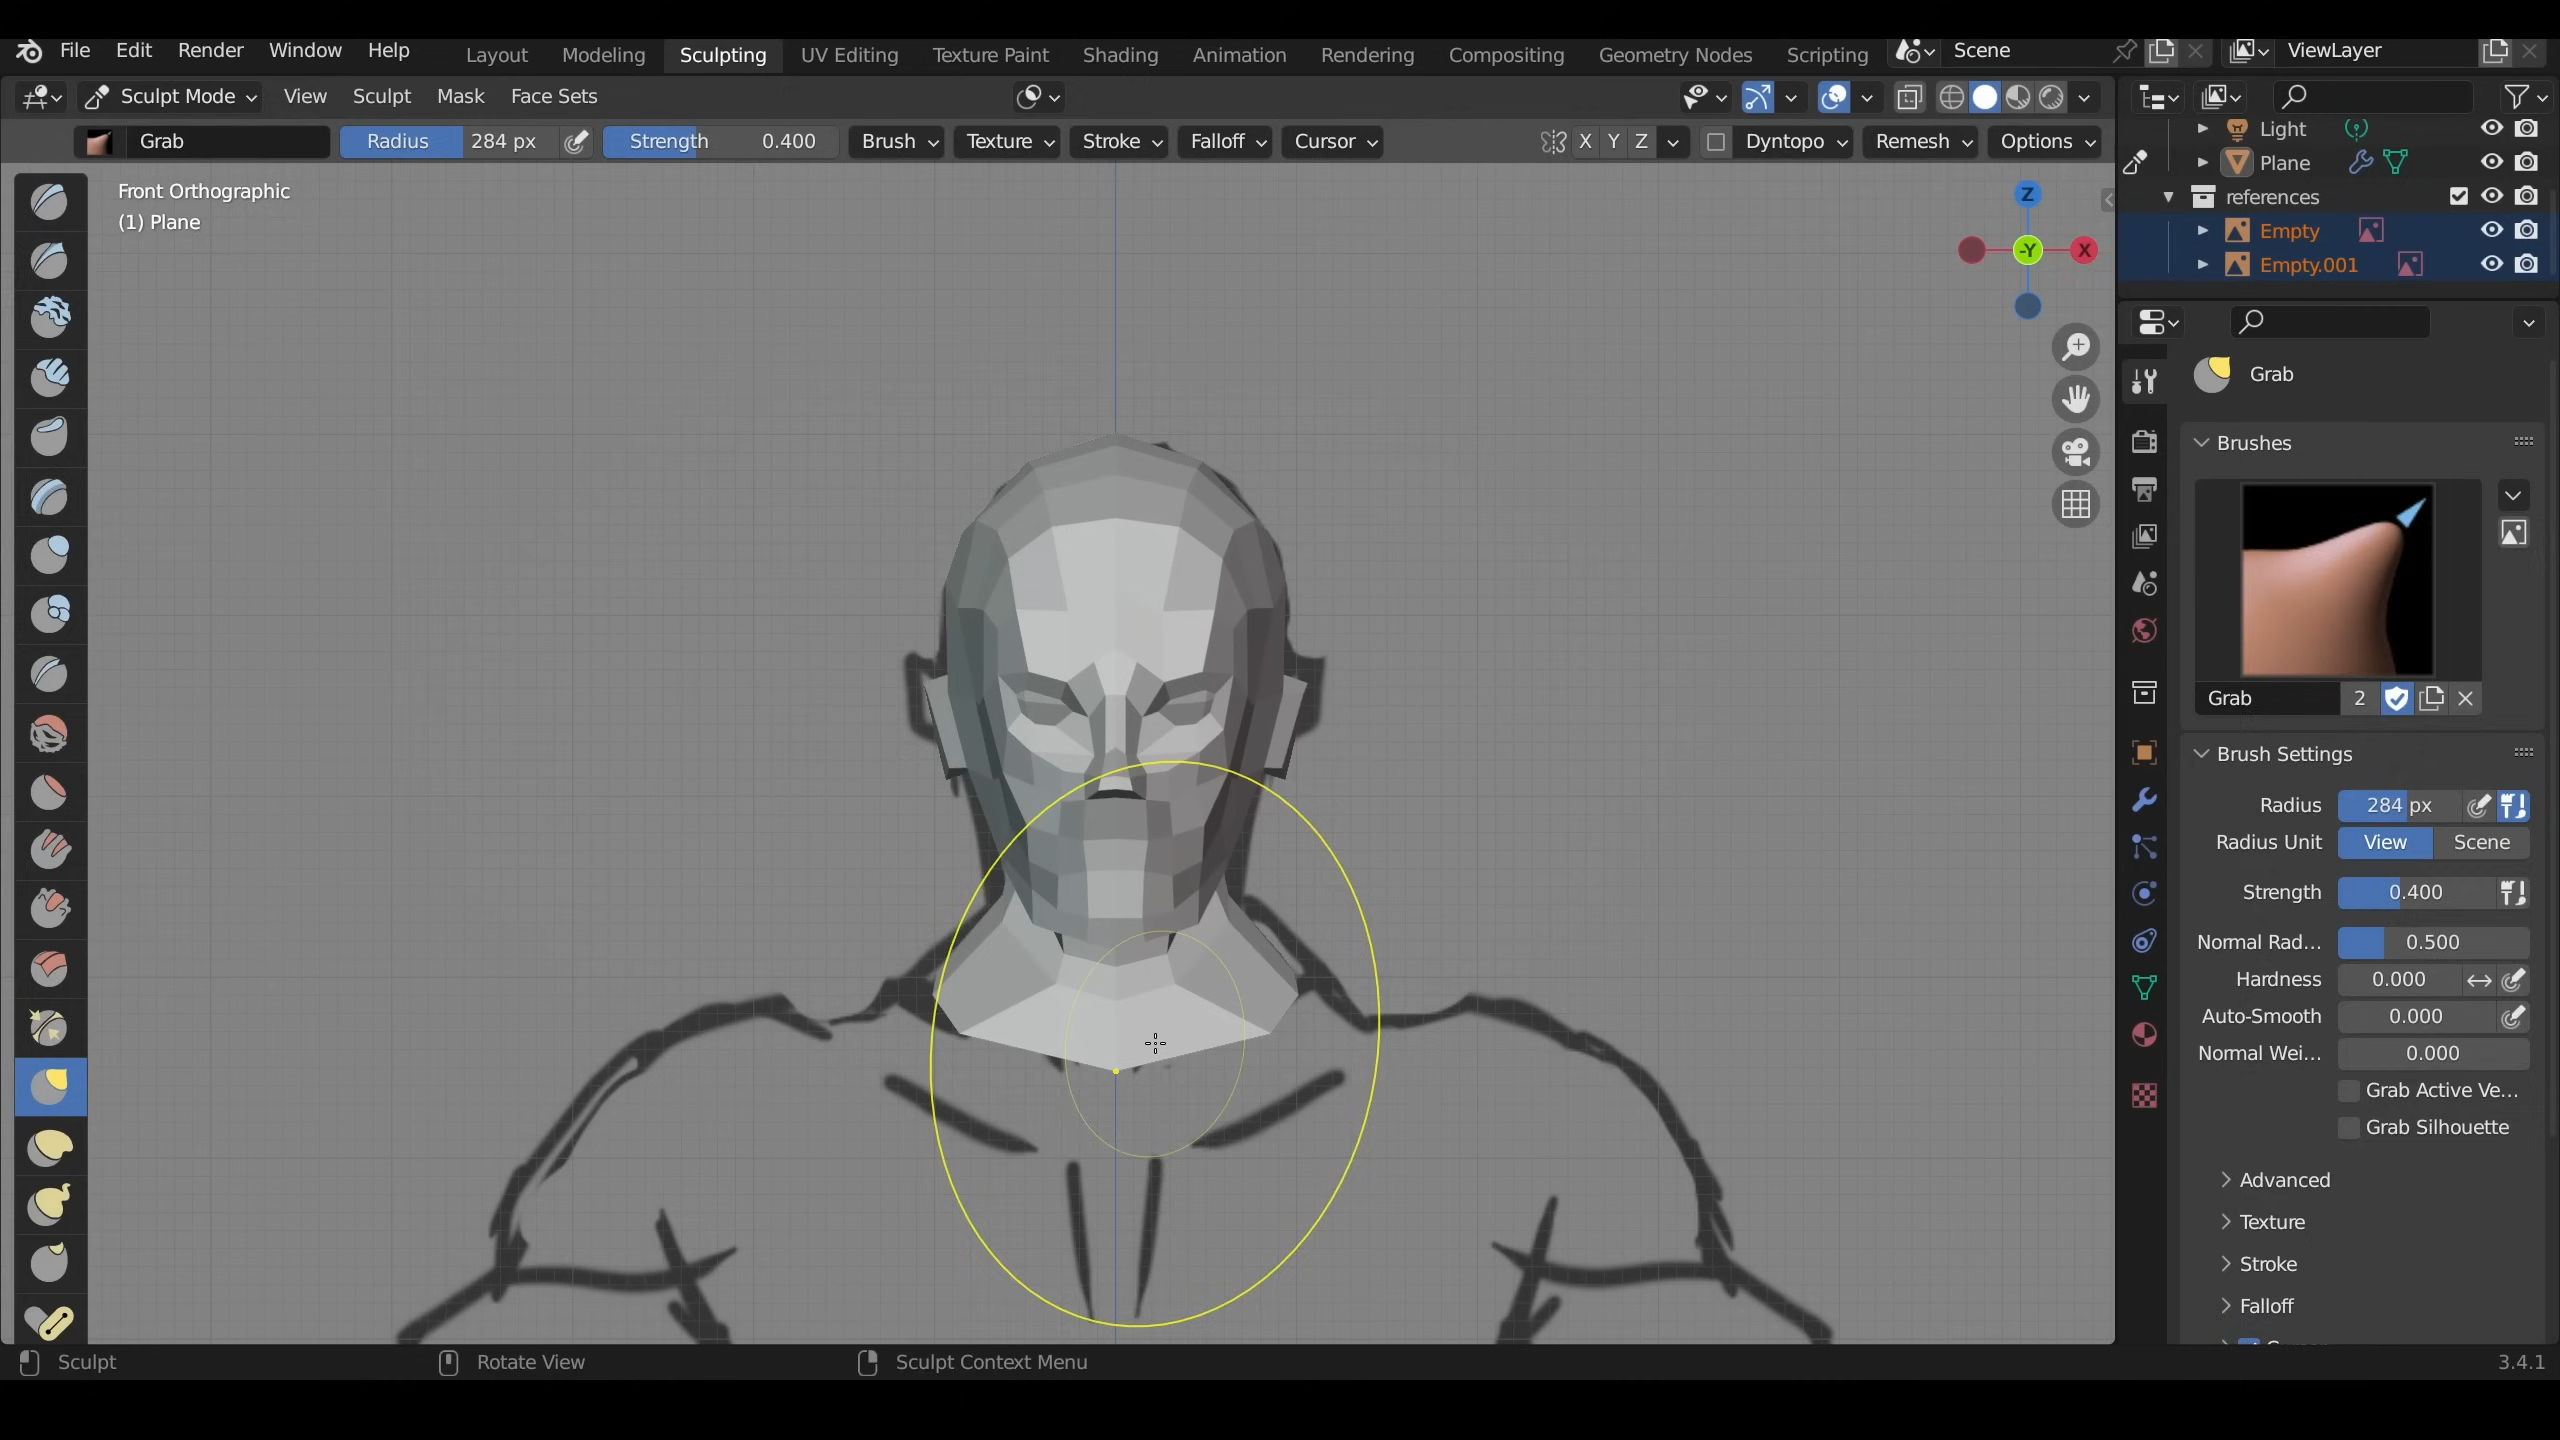 File Edit Render Window Help Layout Modeling Sculpting UV Editing Texture Paint Shading Animation Rendering Compositing Geometry Nodes Scripting Scene ViewLayer
Sculpt Mode View Sculpt Mask Face Sets
Grab Radius 284 px Strength 0.400 Brush Texture Stroke Falloff Cursor X Y Z Dyntopo Remesh Options
Front Orthographic
(1) Plane
Z
-Y
X
Light
Plane
references
Empty
Empty.001
Grab
Brushes
Grab 2
Brush Settings
Radius 284 px
Radius Unit View Scene
Strength 0.400
Normal Rad... 0.500
Hardness 0.000
Auto-Smooth 0.000
Normal Wei... 0.000
Grab Active Ve...
Grab Silhouette
Advanced
Texture
Stroke
Falloff
Sculpt Rotate View Sculpt Context Menu 3.4.1